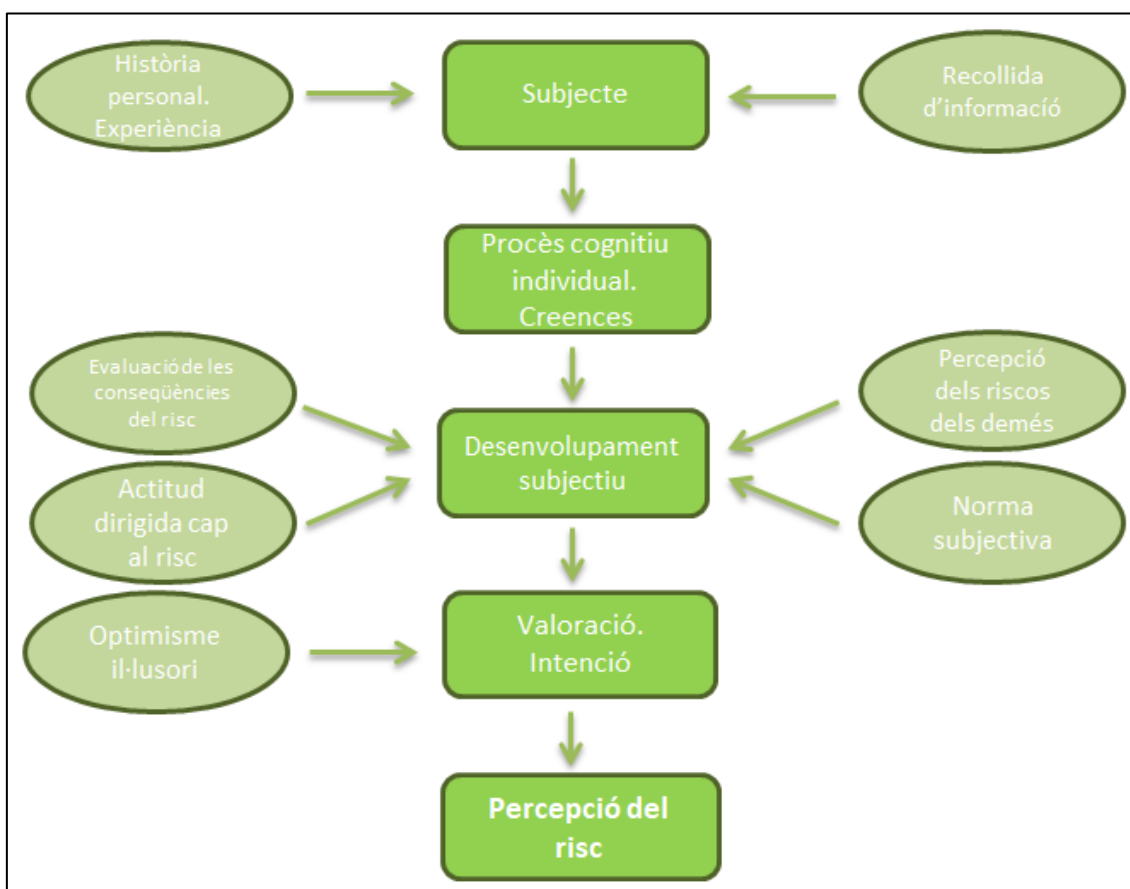 Història
personal.
Experiència
Subjecte
Recollida
d'informacíó
Procès cognitiu
individual.
Creences
Evaluació de les
conseqüències
del risc
Percepció
dels riscos
dels demés
Desenvolupament
subjectiu
Actitud
dirigida cap
al risc
Norma
subjectiva
Optimisme
il·lusori
Valoració.
Intenció
Percepció del
risc